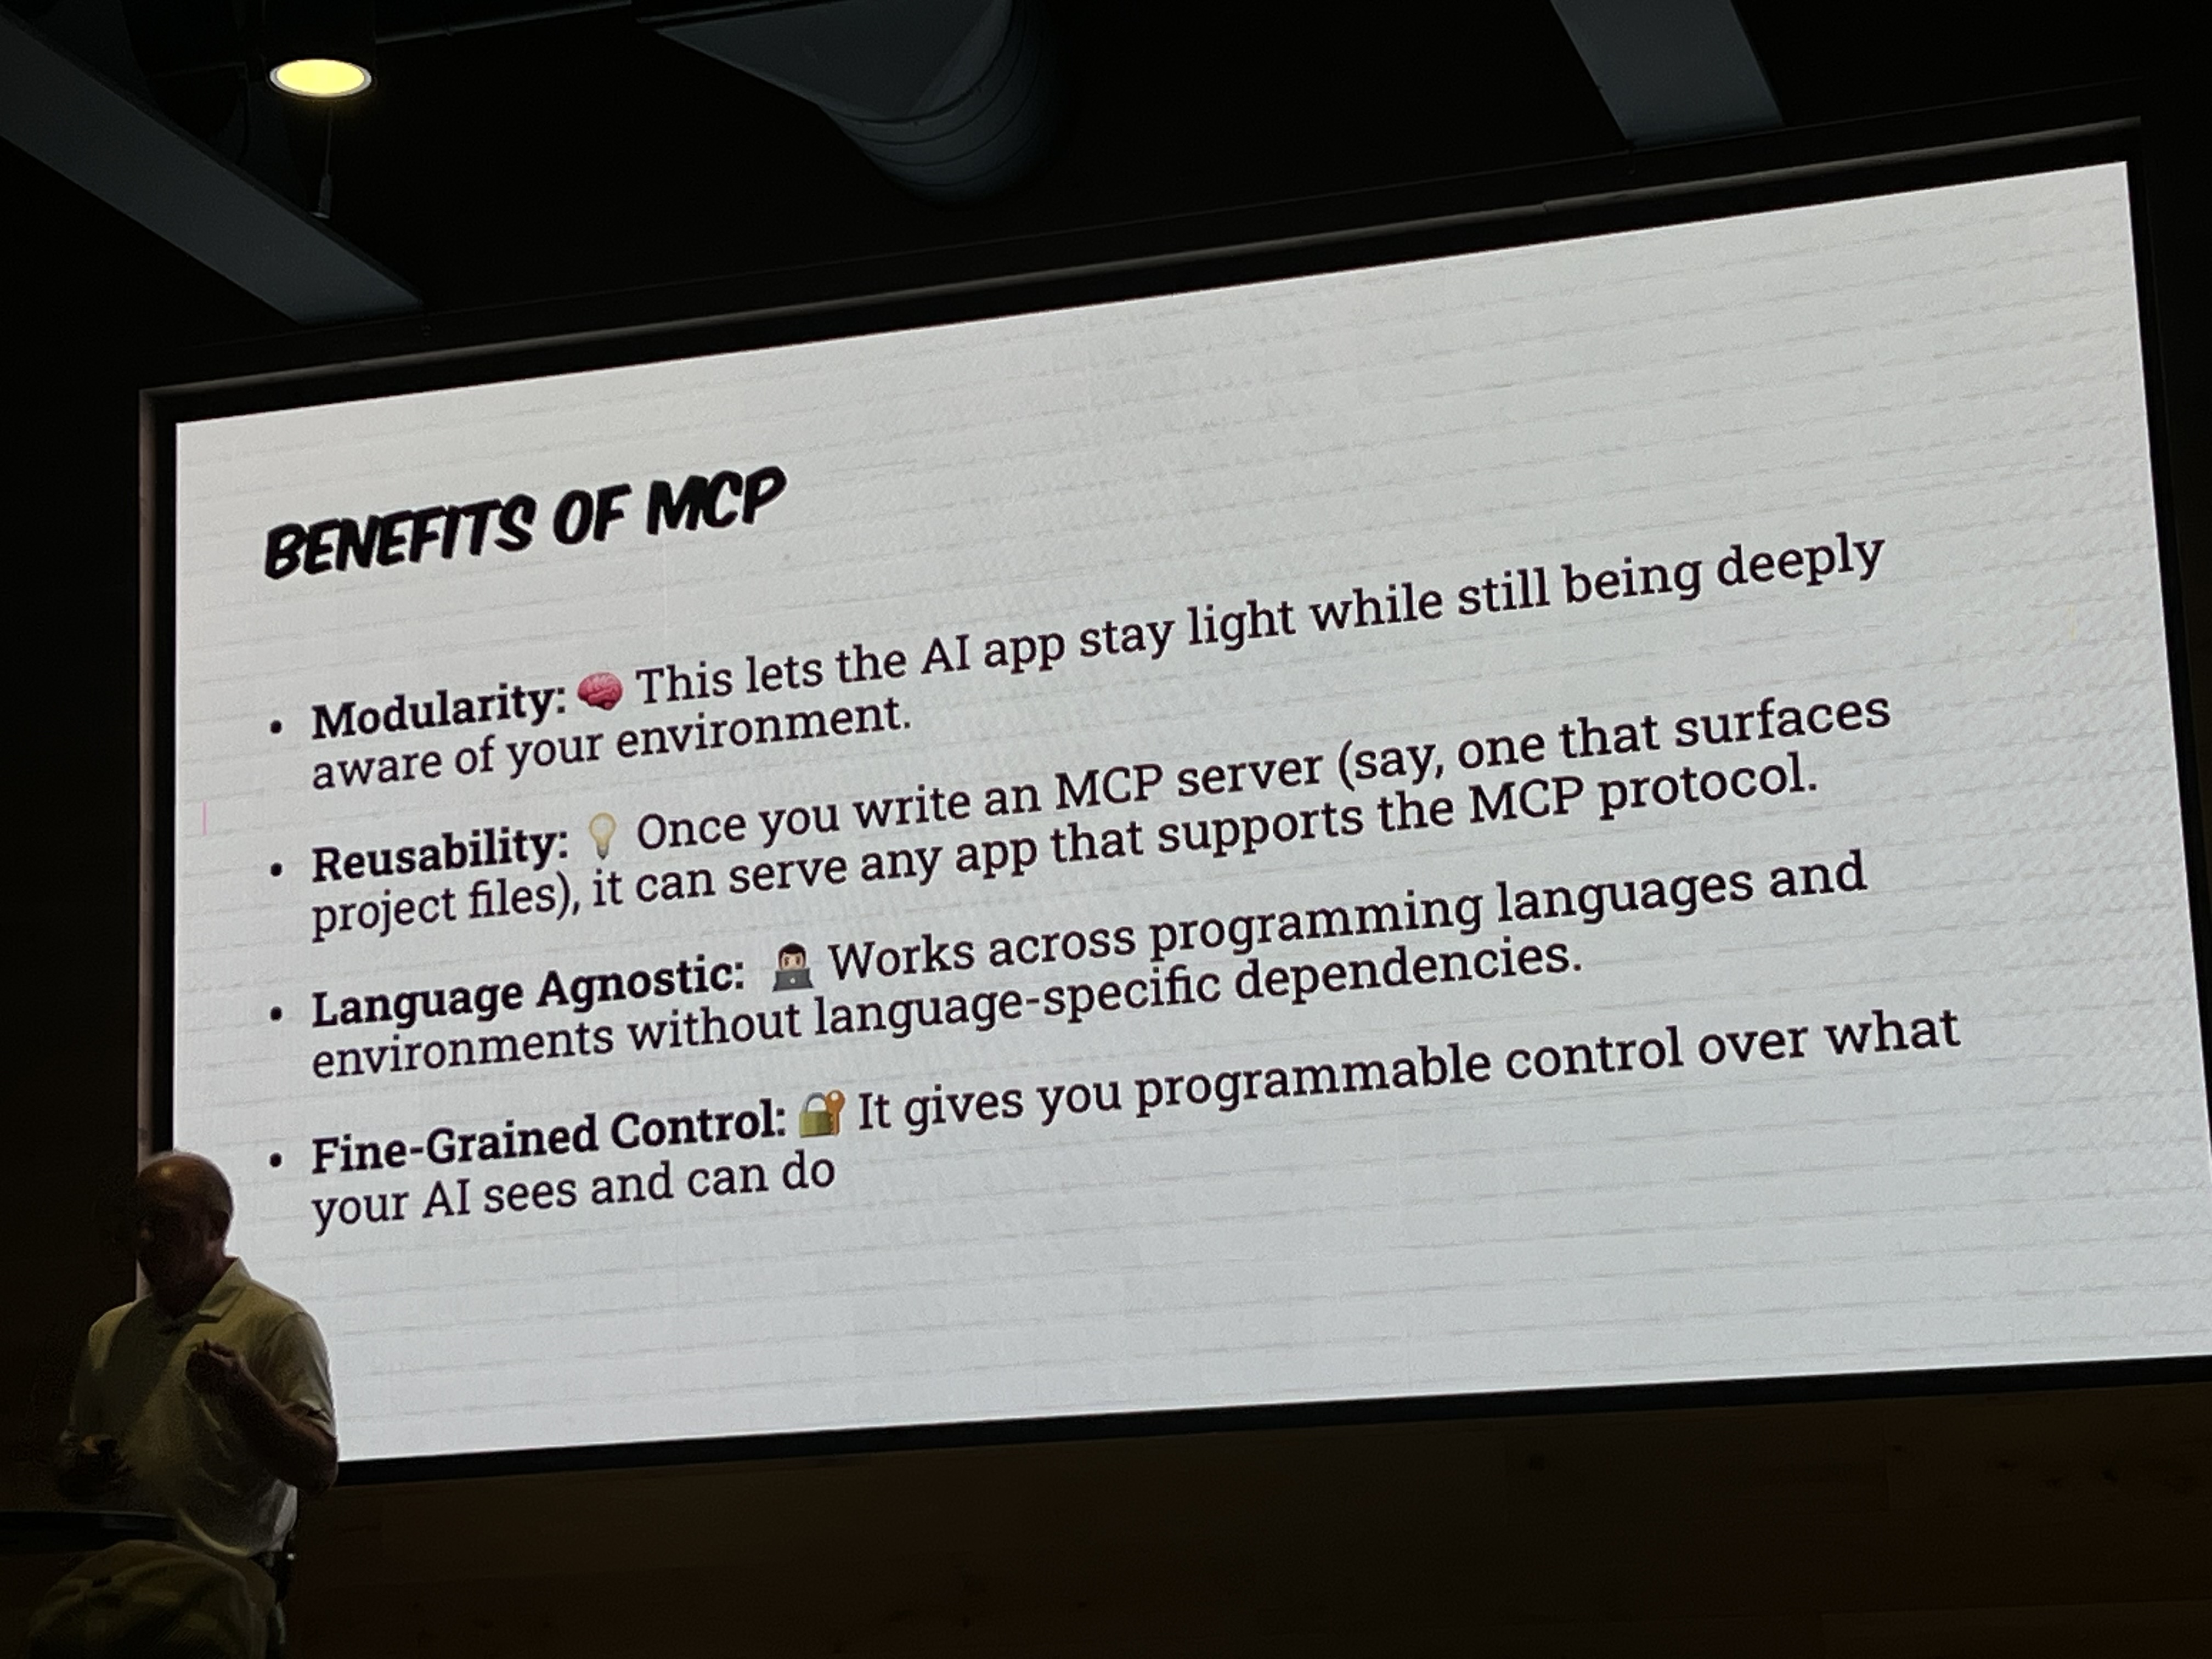 BENEFITS OF MCP
• Modularity: 🧠 This lets the AI app stay light while still being deeply
aware of your environment.
• Reusability: 💡 Once you write an MCP server (say, one that surfaces
project files), it can serve any app that supports the MCP protocol.
• Language Agnostic: 👨🏻‍💻 Works across programming languages and
environments without language-specific dependencies.
• Fine-Grained Control: 🔐 It gives you programmable control over what
your AI sees and can do